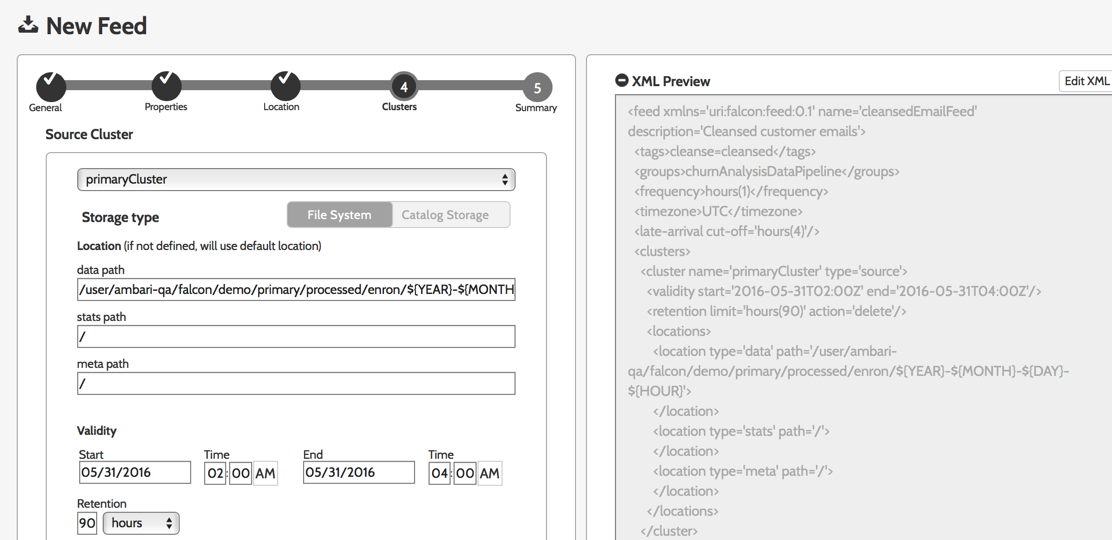 New Feed
4
5
General
Properties
Location
Clusters
Summary
Source Cluster
primaryCluster
Storage type
File System
Catalog Storage
Location (if not defined, will use default location)
data path
/user/ambari-qa/falcon/demo/primary/processed/enron/${YEAR}-${MONTH
stats path
/
meta path
/
Validity
Start
Time
End
Time
05/31/2016
02:00 AM
05/31/2016
04:00 AM
Retention
90 hours
XML Preview
Edit XML
<feed xmlns='uri:falcon:feed:0.1' name='cleansedEmailFeed'
description='Cleansed customer emails'>
<tags>cleanse=cleansed</tags>
<groups>churnAnalysisDataPipeline</groups>
<frequency>hours(1)</frequency>
<timezone>UTC</timezone>
<late-arrival cut-off='hours(4)'/>
<clusters>
<cluster name='primaryCluster' type='source'>
<validity start='2016-05-31T02:00Z' end='2016-05-31T04:00Z'/>
<retention limit='hours(90)' action='delete'/>
<locations>
<location type='data' path='/user/ambari-
qa/falcon/demo/primary/processed/enron/${YEAR}-${MONTH}-${DAY}-
${HOUR}'>
</location>
<location type='stats' path='/'>
</location>
<location type='meta' path='/'>
</location>
</locations>
</cluster>